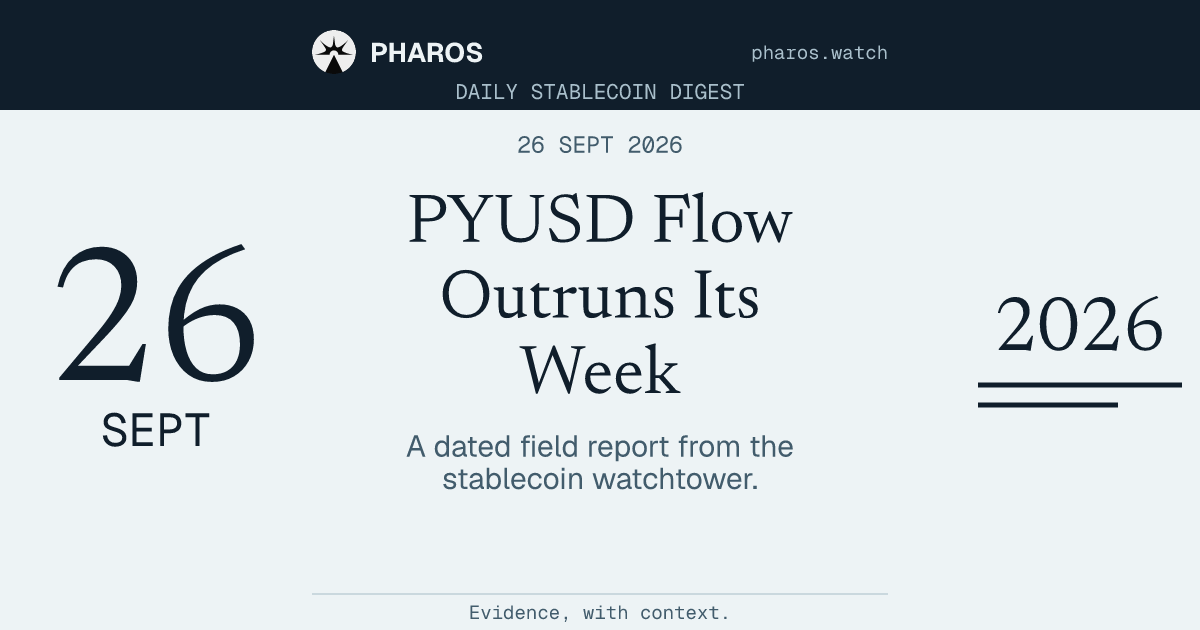 PHAROS
pharos.watch
DAILY STABLECOIN DIGEST
26 SEPT 2026
PYUSD Flow
Outruns Its
Week
A dated field report from the
stablecoin watchtower.
26
SEPT
2026
Evidence, with context.